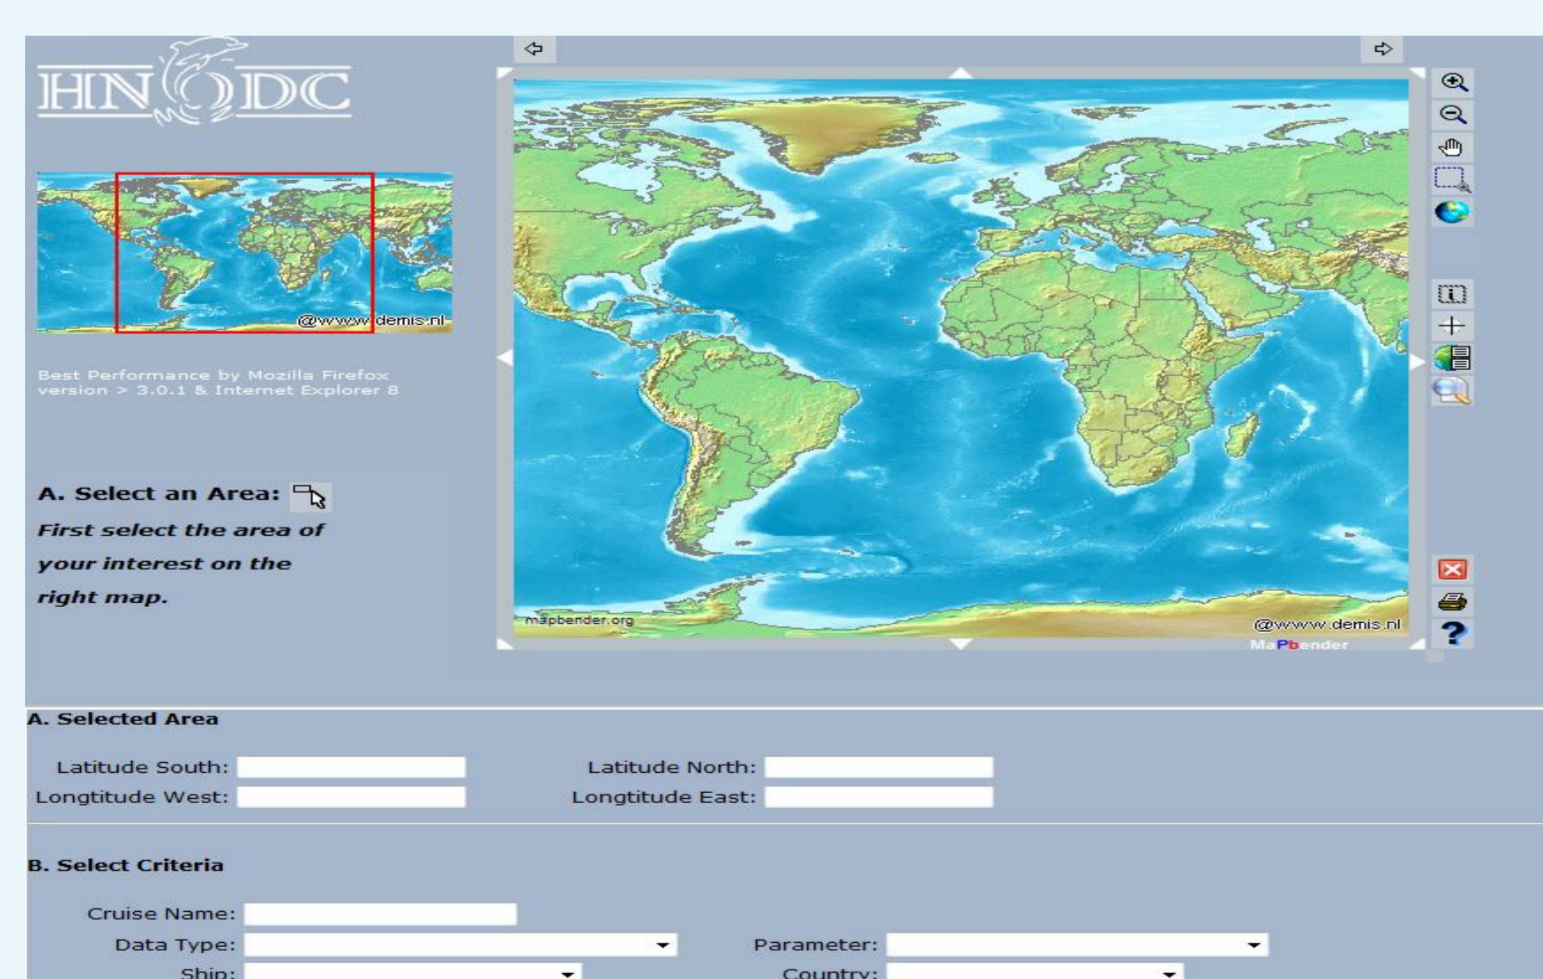 HNODC
@www.demis.nl
Best Performance by Mozilla Firefox
version > 3.0.1 & Internet Explorer 8
A. Select an Area:
First select the area of
your interest on the
right map.
mapbender.org
@www.demis.nl
MaPbender
A. Selected Area
Latitude South: Latitude North:
Longtitude West: Longtitude East:
B. Select Criteria
Cruise Name:
Data Type: Parameter:
Ship: Country: